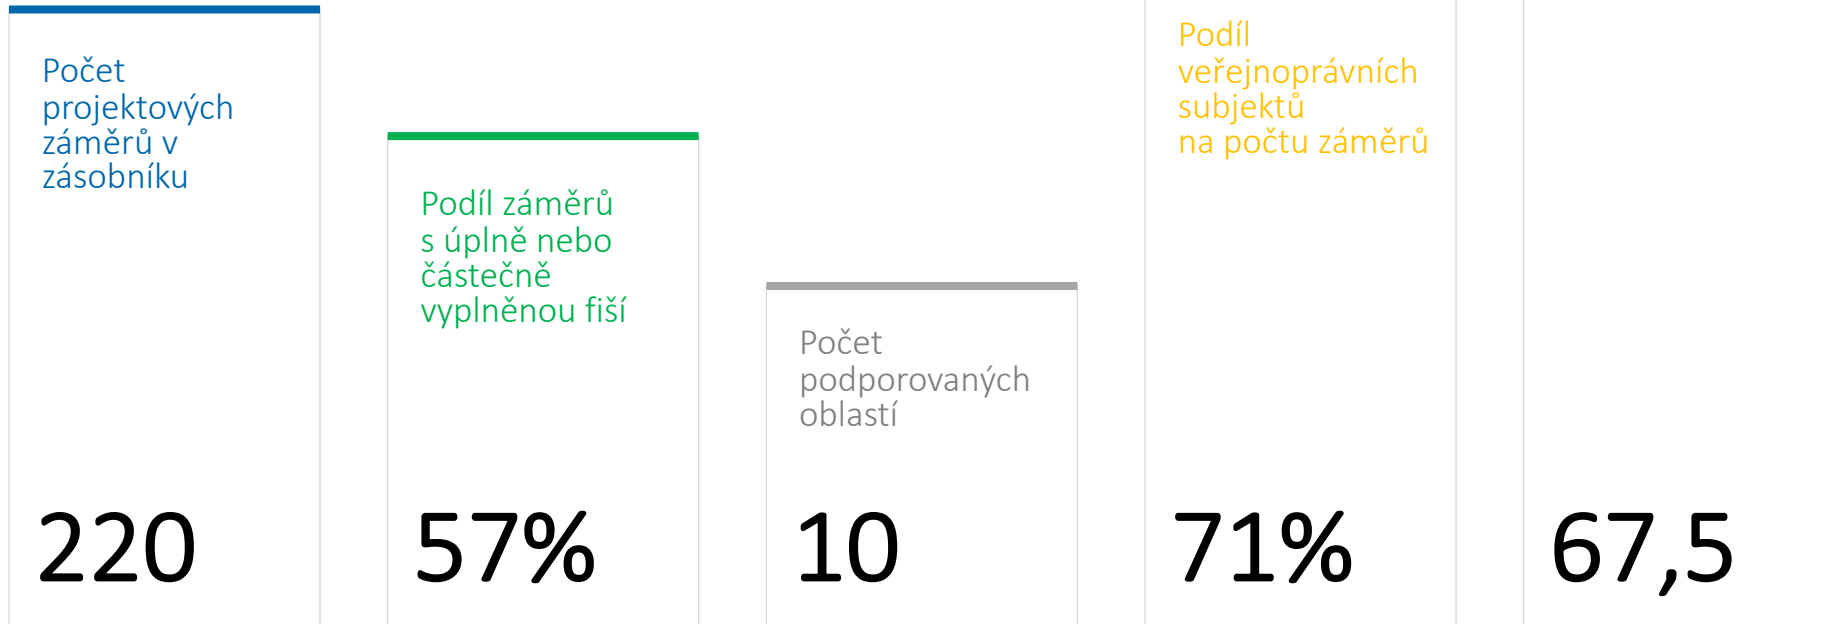 Počet
projektových
záměrů v
zásobníku
220
Podíl záměrů
s úplně nebo
částečně
vyplněnou fiší
57%
Počet
podporovaných
oblastí
10
Podíl
veřejnoprávních
subjektů
na počtu záměrů
71%
67,5